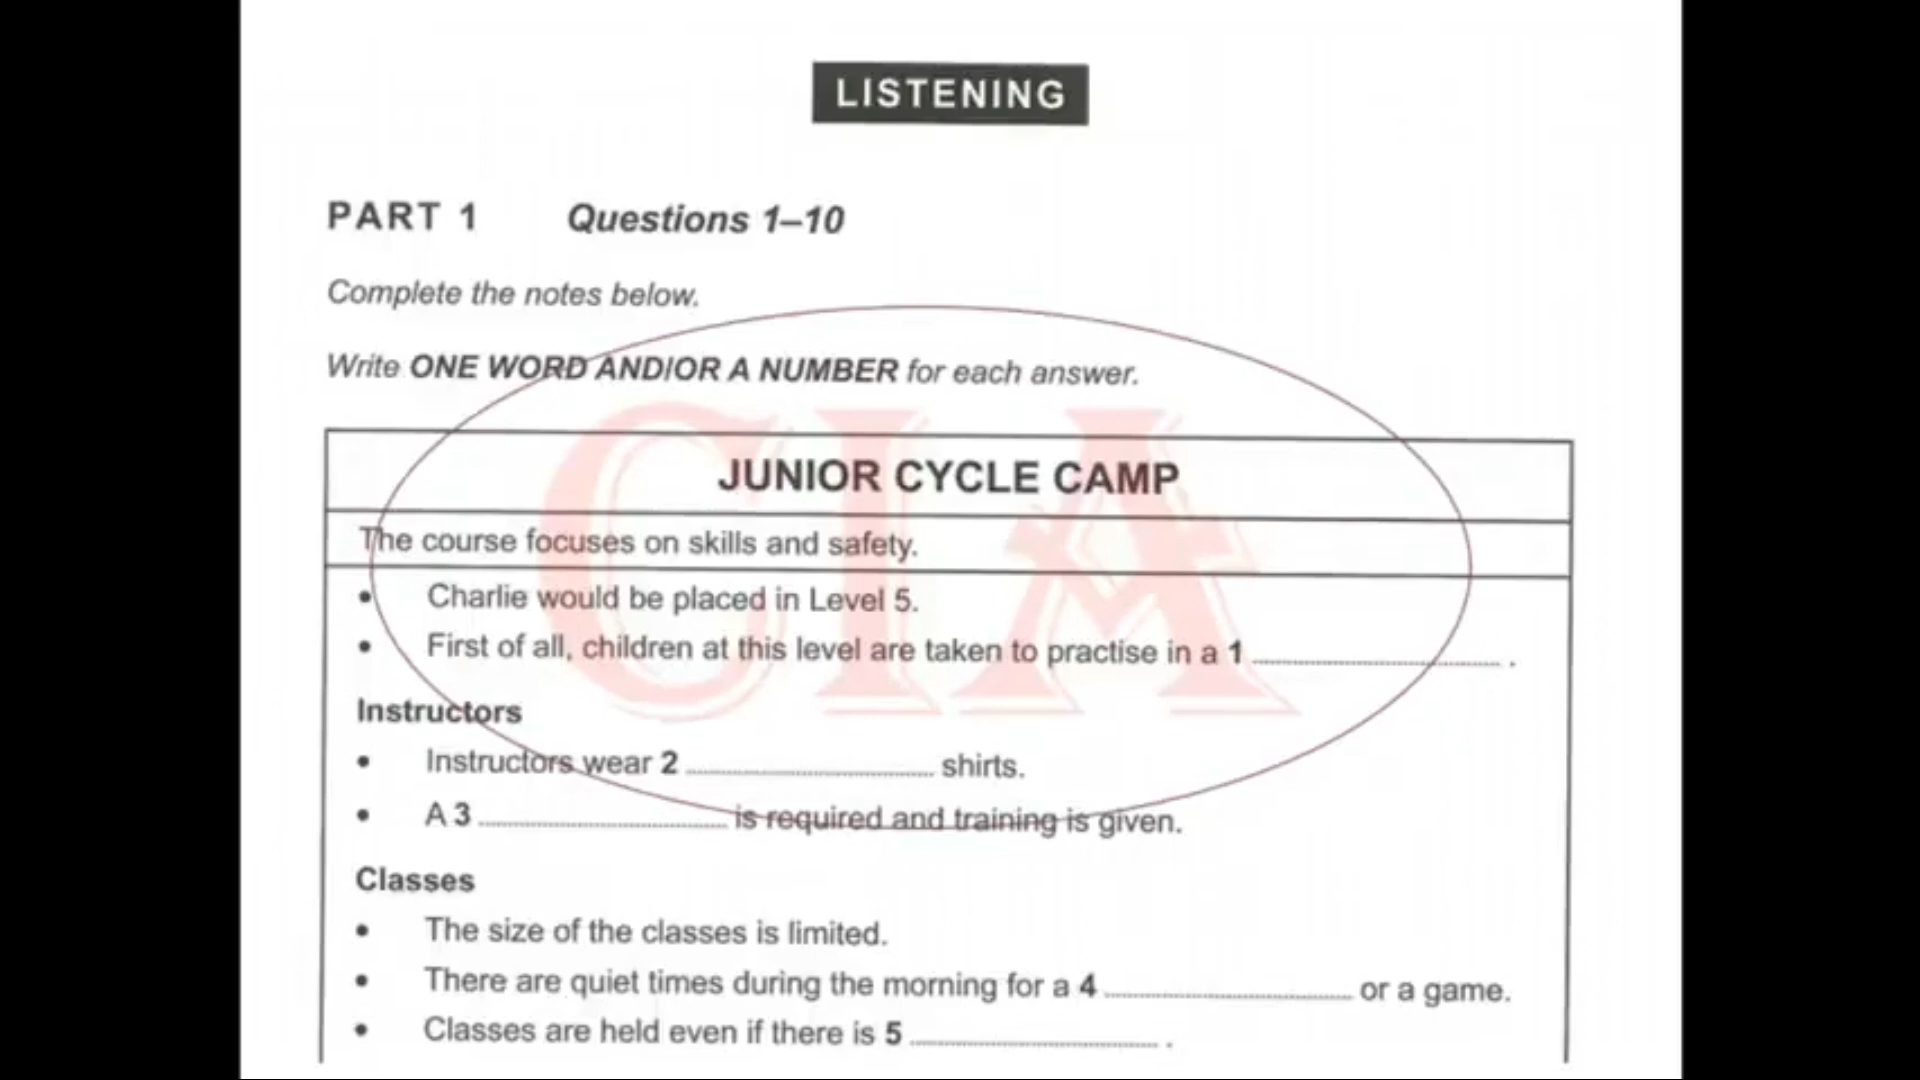 LISTENING
PART 1 Questions 1–10
Complete the notes below.
Write ONE WORD AND/OR A NUMBER for each answer.
CIA
JUNIOR CYCLE CAMP
The course focuses on skills and safety.
• Charlie would be placed in Level 5.
• First of all, children at this level are taken to practise in a 1 .................... .
Instructors
• Instructors wear 2 .................... shirts.
• A 3 .................... is required and training is given.
Classes
• The size of the classes is limited.
• There are quiet times during the morning for a 4 .................... or a game.
• Classes are held even if there is 5 .................... .